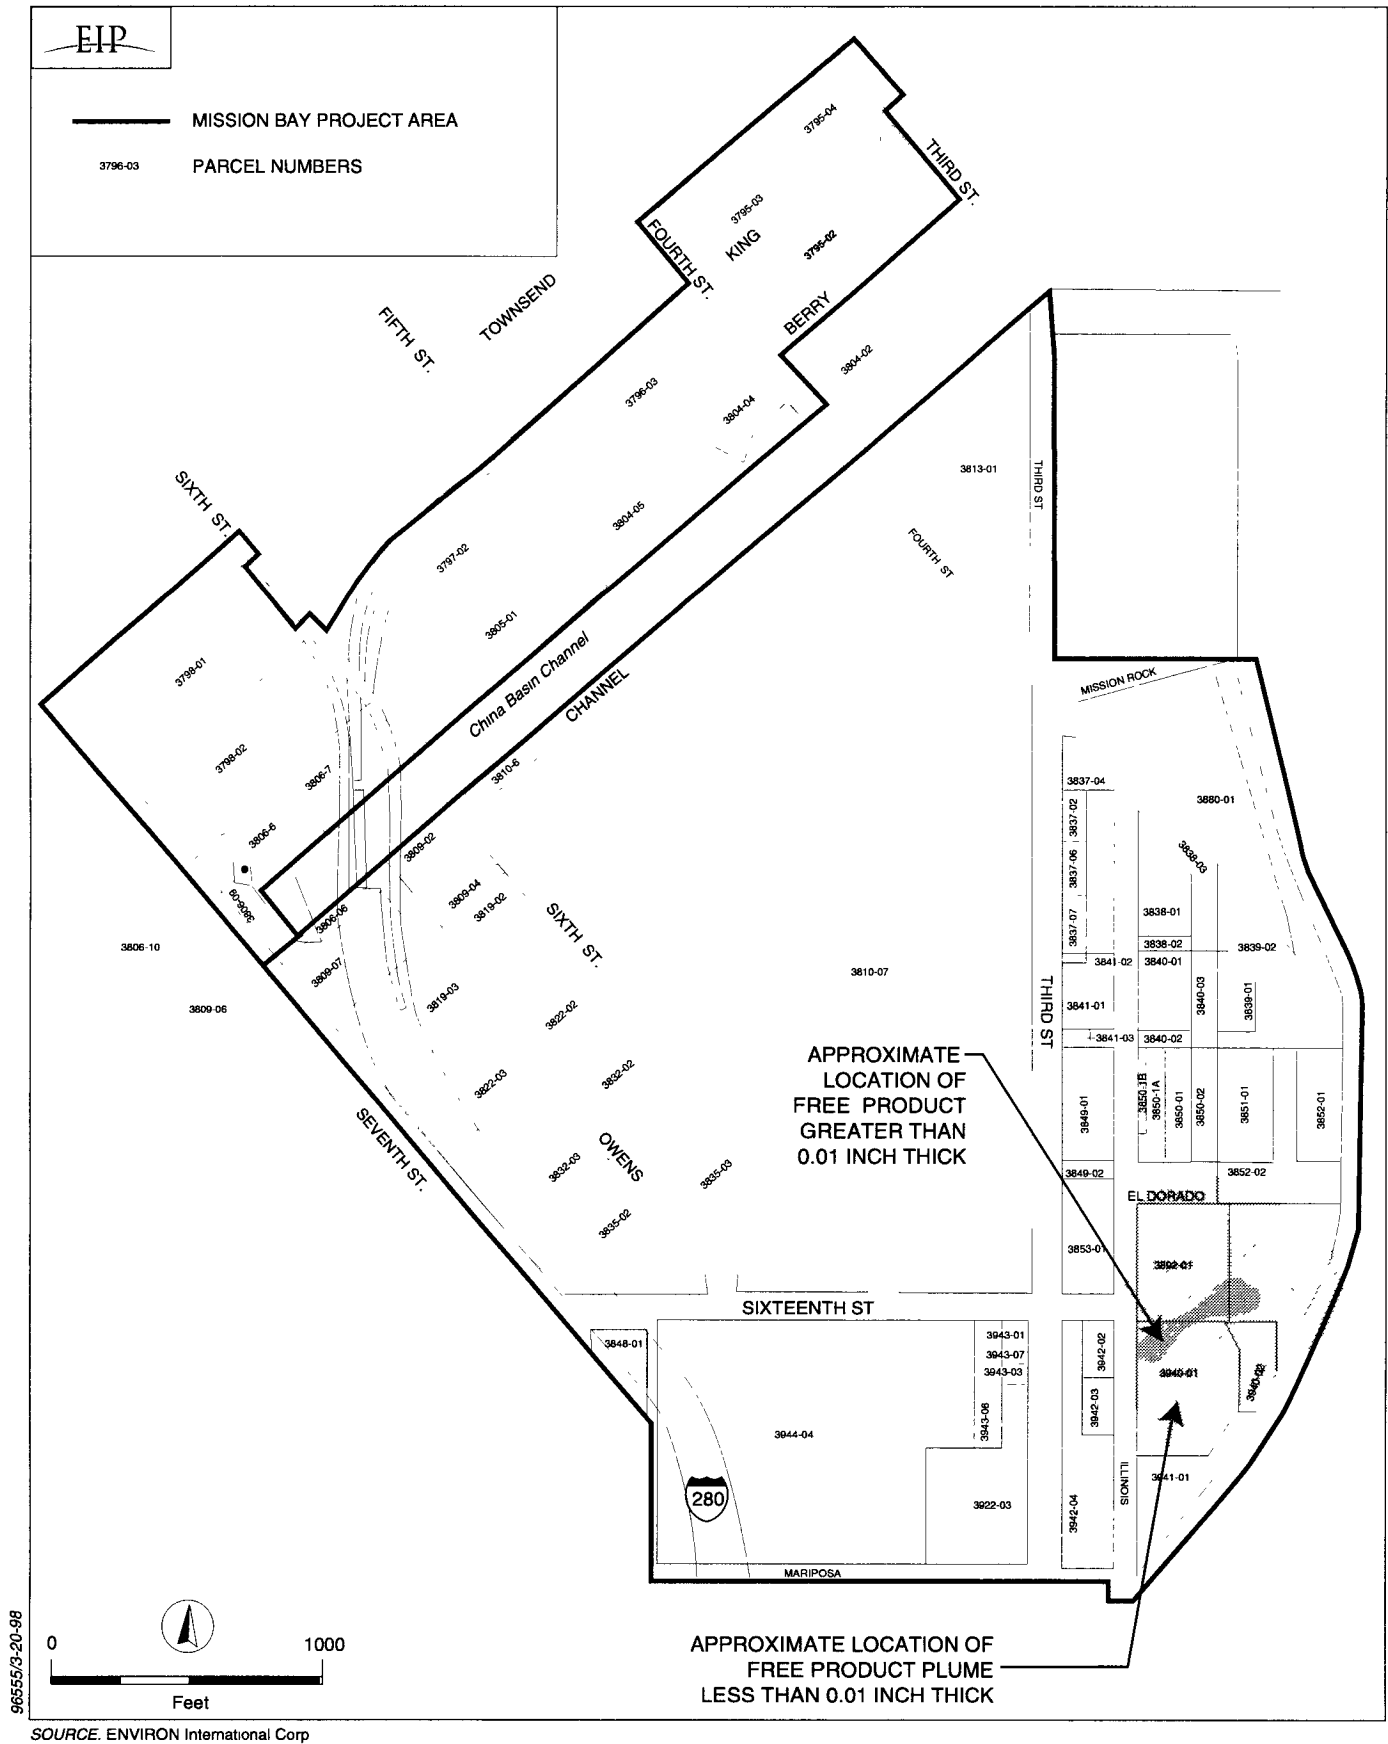 EIP
MISSION BAY PROJECT AREA
3796-03
PARCEL NUMBERS
3795-04
THIRD ST.
3795-03
FOURTH ST.
KING
3795-02
TOWNSEND
FIFTH ST.
BERRY
3804-02
3796-03
3804-04
3813-01
THIRD ST
SIXTH ST.
3804-05
FOURTH ST
3797-02
3805-01
China Basin Channel
CHANNEL
3798-01
MISSION ROCK
3798-02
3806-7
3810-6
3837-04
3880-01
3837-02
3806-6
3809-02
3837-06
3838-03
3809-04
3819-02
3806-09
3806-06
SIXTH ST.
3838-01
3837-07
3838-02
3839-02
3806-10
3841-02
3840-01
3809-07
3810-07
3819-03
3840-03
3839-01
3809-06
3822-02
THIRD ST
3841-01
3841-03
3840-02
APPROXIMATE
LOCATION OF
FREE PRODUCT
GREATER THAN
0.01 INCH THICK
3822-03
3832-02
3849-01
3850-1B
3850-1A
3850-01
3850-02
3851-01
3852-01
SEVENTH ST.
OWENS
3832-03
3835-03
3849-02
3852-02
EL DORADO
3835-02
3853-01
3892-01
SIXTEENTH ST
3848-01
3943-01
3943-07
3943-03
3942-02
3940-01
3940-02
3942-03
3943-06
3944-04
280
3941-01
ILLINOIS
3922-03
3942-04
MARIPOSA
0
1000
Feet
APPROXIMATE LOCATION OF
FREE PRODUCT PLUME
LESS THAN 0.01 INCH THICK
96555/3-20-98
SOURCE. ENVIRON International Corp